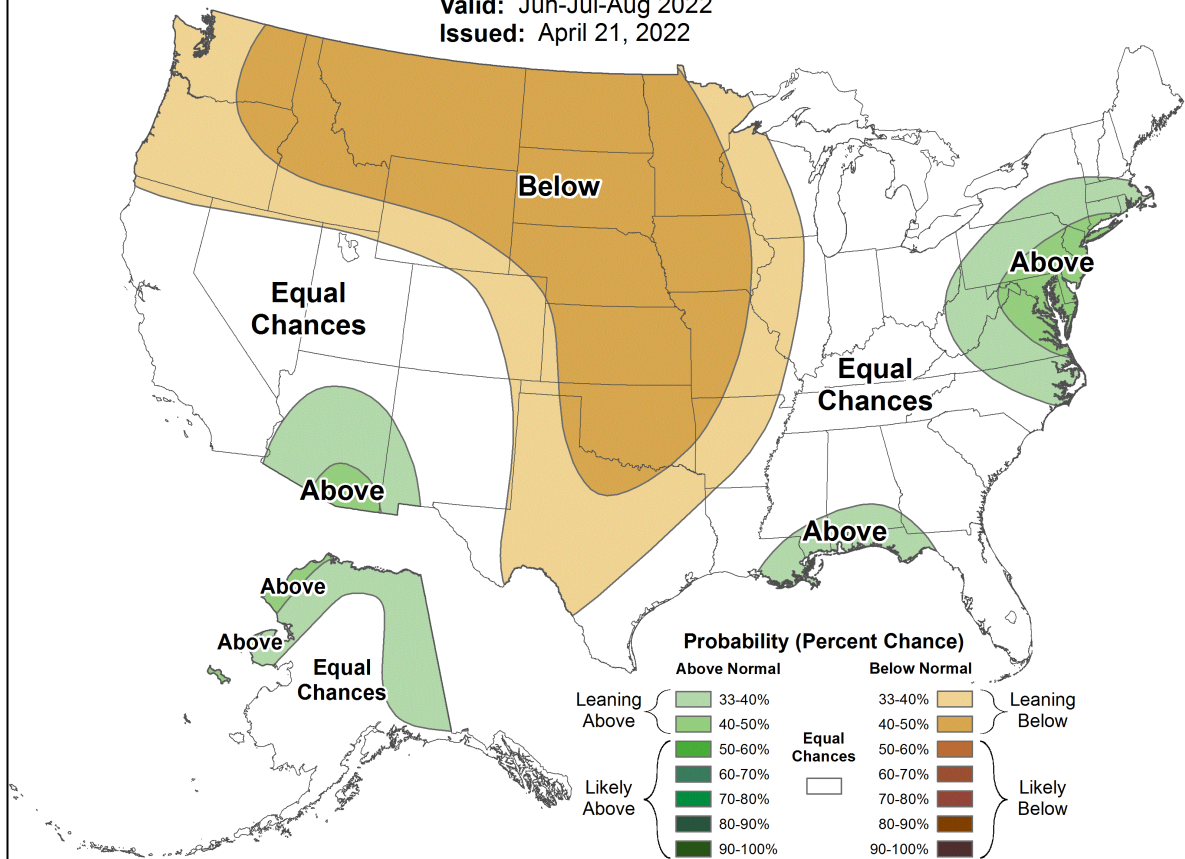 Valid: Jun-Jul-Aug 2022
Issued: April 21, 2022
Below
Above
Equal
Chances
Equal
Chances
Above
Above
Above
Above
Equal
Chances
Probability (Percent Chance)
Above Normal
Below Normal
Leaning
Above
33-40%
40-50%
50-60%
60-70%
70-80%
80-90%
90-100%
Likely
Above
Equal
Chances
33-40%
40-50%
50-60%
60-70%
70-80%
80-90%
90-100%
Leaning
Below
Likely
Below